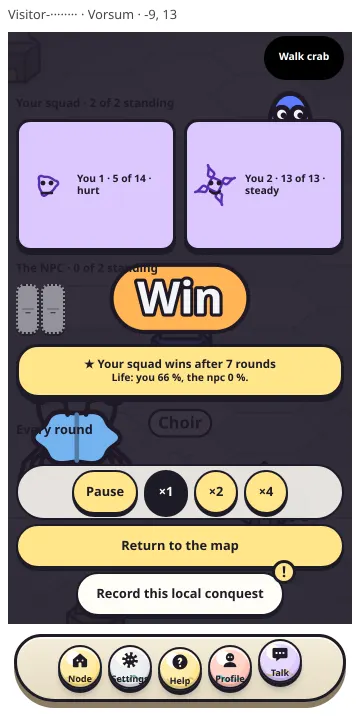 Visitor-········ · Vorsum · -9, 13
Walk crab
Your squad · 2 of 2 standing
You 1 · 5 of 14 ·
hurt
You 2 · 13 of 13 ·
steady
The NPC · 0 of 2 standing
Win
★ Your squad wins after 7 rounds
Life: you 66 %, the npc 0 %.
Choir
Every round
Pause
×1
×2
×4
Return to the map
!
Record this local conquest
Node
Settings
?
Help
Profile
Talk